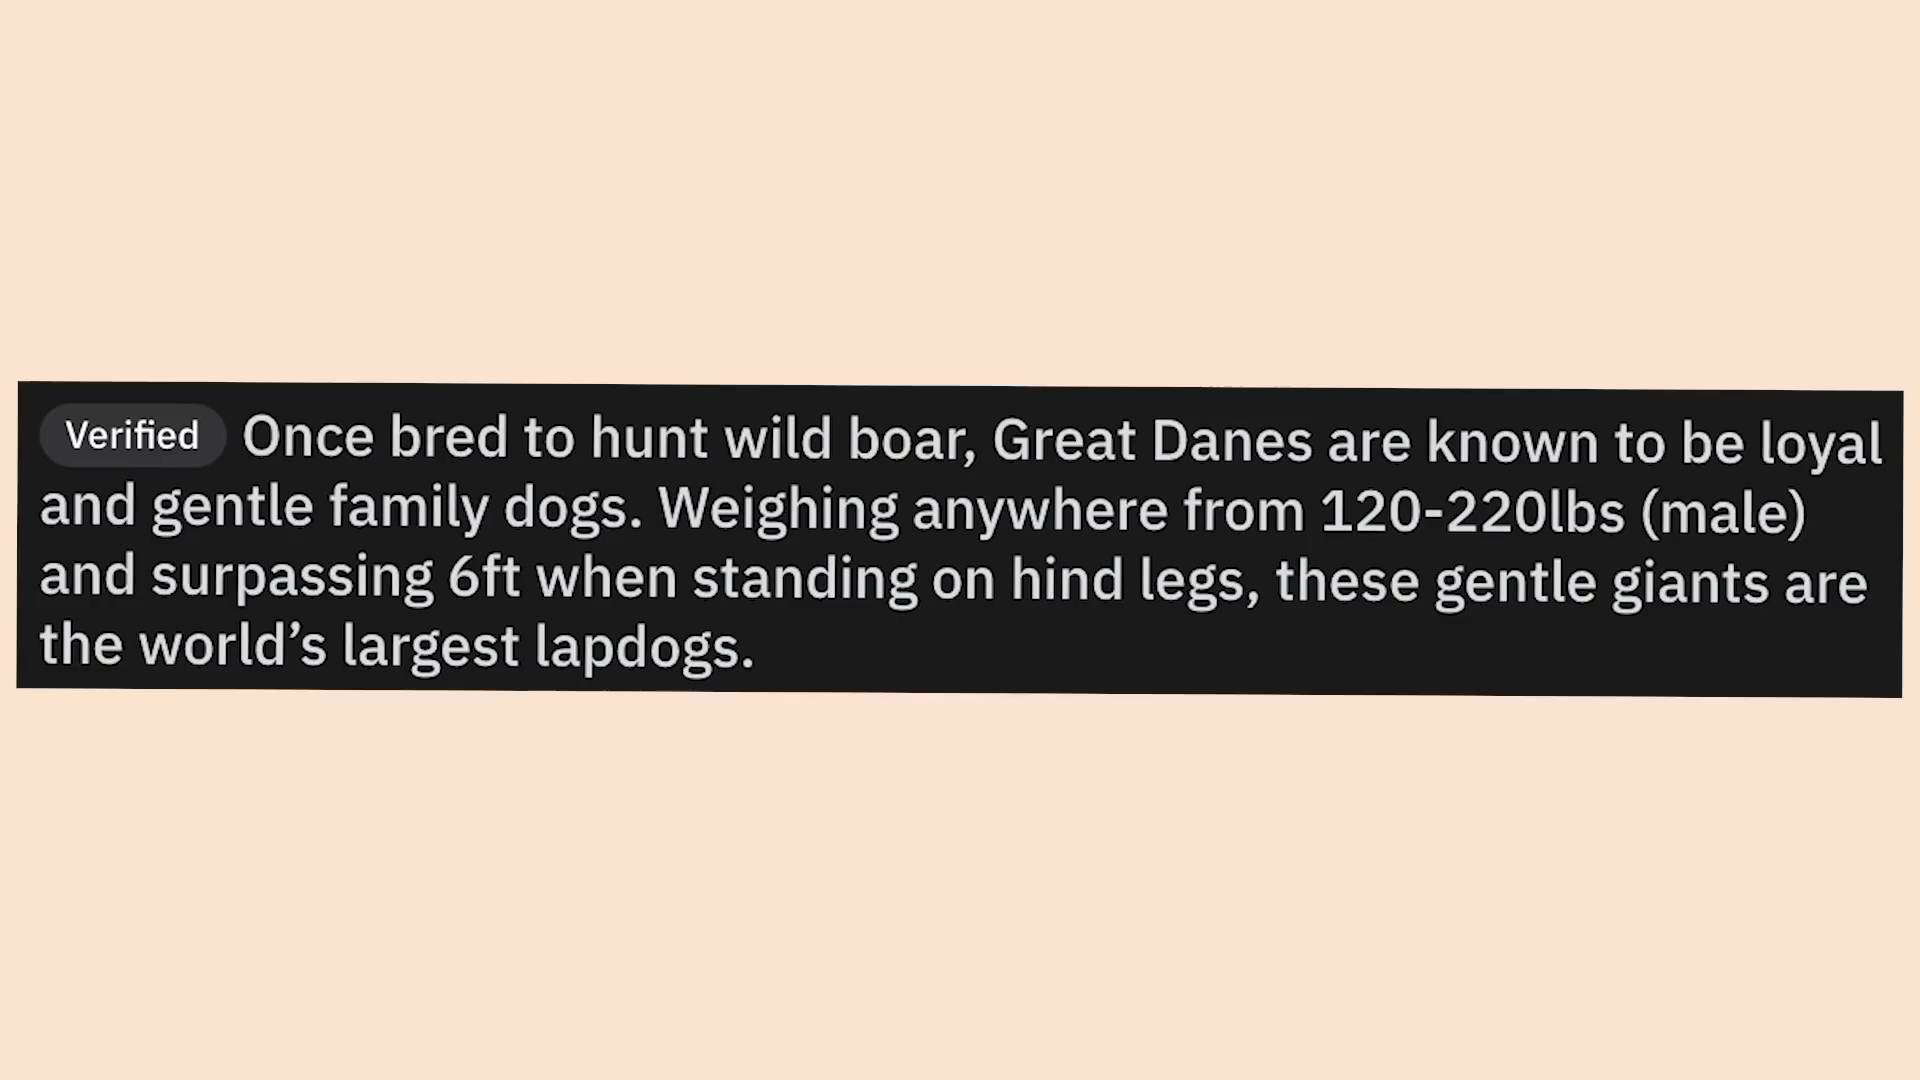 Verified Once bred to hunt wild boar, Great Danes are known to be loyal
and gentle family dogs. Weighing anywhere from 120-220lbs (male)
and surpassing 6ft when standing on hind legs, these gentle giants are
the world’s largest lapdogs.